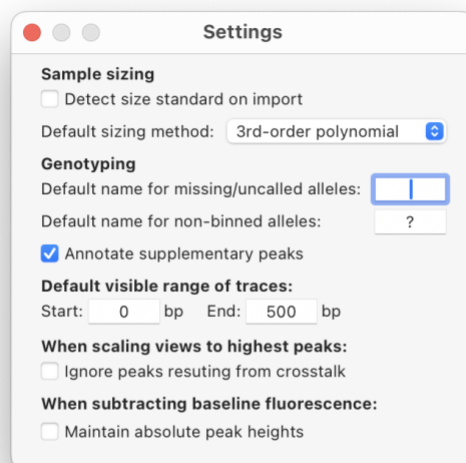 Settings
Sample sizing
Detect size standard on import
Default sizing method: 3rd-order polynomial
Genotyping
Default name for missing/uncalled alleles:
Default name for non-binned alleles: ?
Annotate supplementary peaks
Default visible range of traces:
Start: 0 bp End: 500 bp
When scaling views to highest peaks:
Ignore peaks resuting from crosstalk
When subtracting baseline fluorescence:
Maintain absolute peak heights